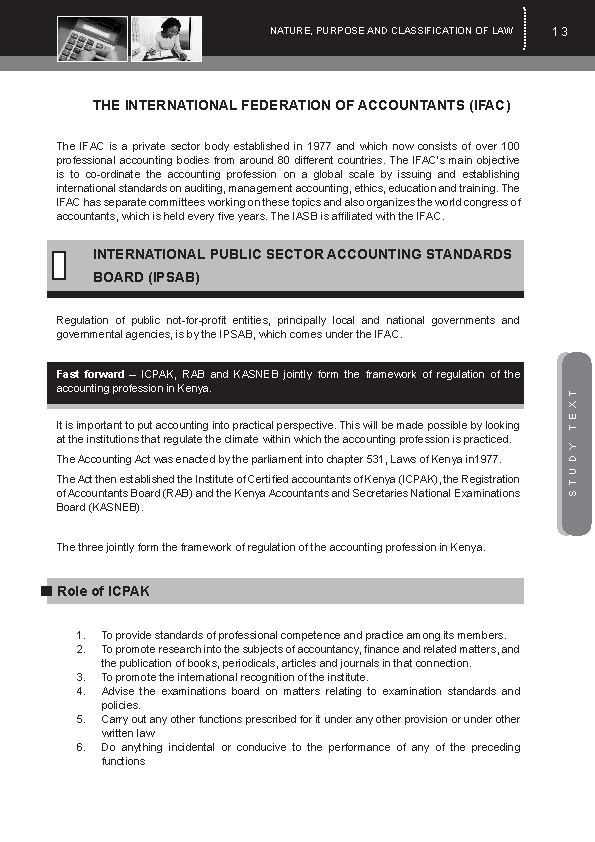 NATURE, PURPOSE AND CLASSIFICATION OF LAW
13
THE INTERNATIONAL FEDERATION OF ACCOUNTANTS (IFAC)
The IFAC is a private sector body established in 1977 and which now consists of over 100
professional accounting bodies from around 80 different countries. The IFAC's main objective
is to co-ordinate the accounting profession on a global scale by issuing and establishing
international standards on auditing, management accounting, ethics, education and training. The
IFAC has separate committees working on these topics and also organizes the world congress of
accountants, which is held every five years. The IASB is affiliated with the IFAC.
INTERNATIONAL PUBLIC SECTOR ACCOUNTING STANDARDS
BOARD (IPSAB)
Regulation of public not-for-profit entities, principally local and national governments and
governmental agencies, is by the IPSAB, which comes under the IFAC.
Fast forward – ICPAK, RAB and KASNEB jointly form the framework of regulation of the
accounting profession in Kenya.
It is important to put accounting into practical perspective. This will be made possible by looking
at the institutions that regulate the climate within which the accounting profession is practiced.
The Accounting Act was enacted by the parliament into chapter 531, Laws of Kenya in1977.
The Act then established the Institute of Certified accountants of Kenya (ICPAK), the Registration
of Accountants Board (RAB) and the Kenya Accountants and Secretaries National Examinations
Board (KASNEB).
The three jointly form the framework of regulation of the accounting profession in Kenya.
Role of ICPAK
1. To provide standards of professional competence and practice among its members.
2. To promote research into the subjects of accountancy, finance and related matters, and
the publication of books, periodicals, articles and journals in that connection.
3. To promote the international recognition of the institute.
4. Advise the examinations board on matters relating to examination standards and
policies.
5. Carry out any other functions prescribed for it under any other provision or under other
written law
6. Do anything incidental or conducive to the performance of any of the preceding
functions
STUDY TEXT